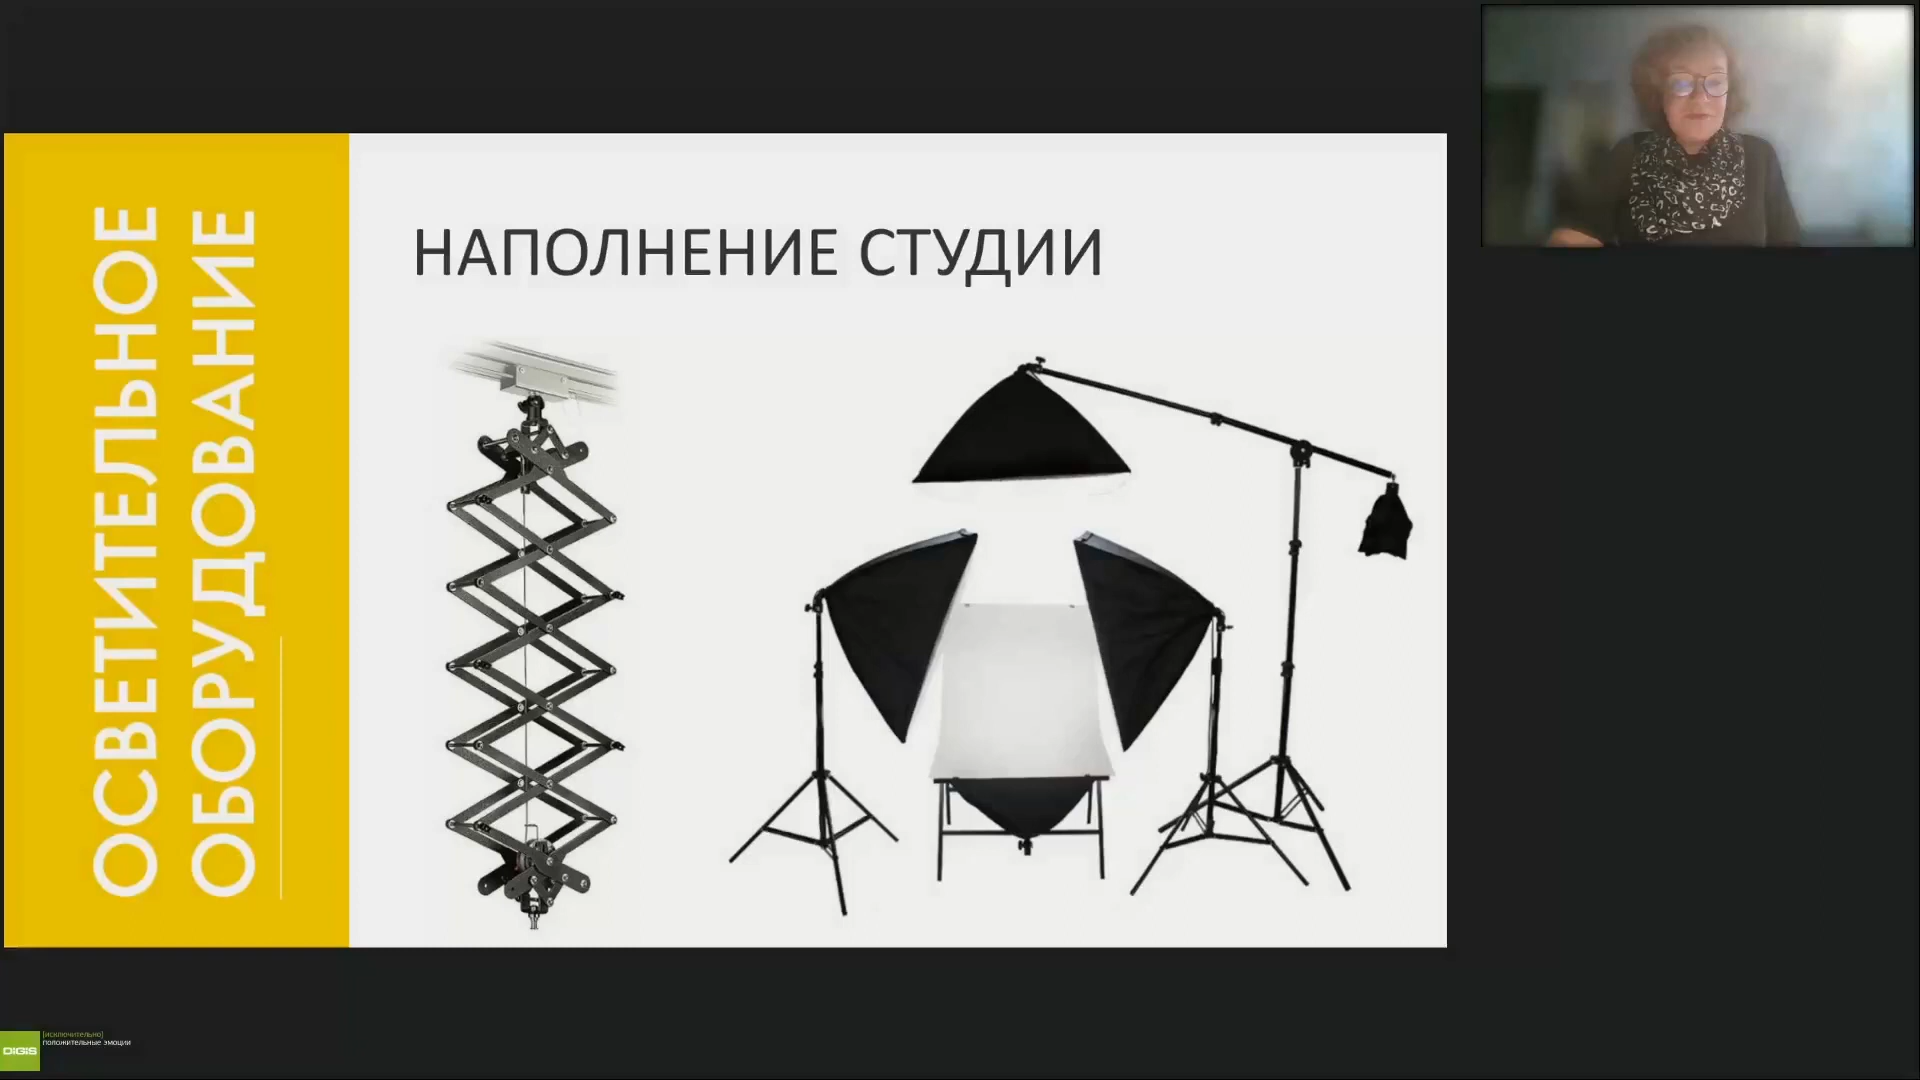 ОСВЕТИТЕЛЬНОЕ
ОБОРУДОВАНИЕ
НАПОЛНЕНИЕ СТУДИИ
DIGIS
[исключительно]
положительные эмоции